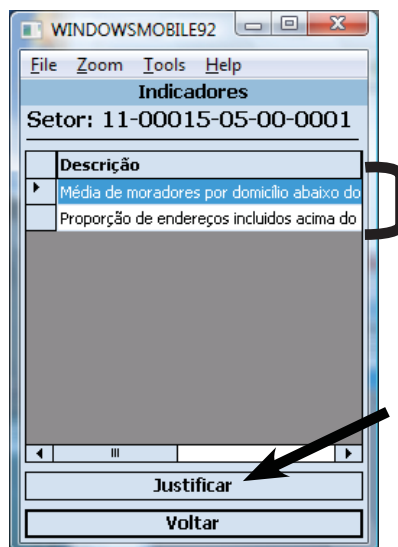 WINDOWSMOBILE92
File Zoom Tools Help
Indicadores
Setor: 11-00015-05-00-0001
Descrição
Média de moradores por domicílio abaixo do
Proporção de endereços incluidos acima do
Justificar
Voltar